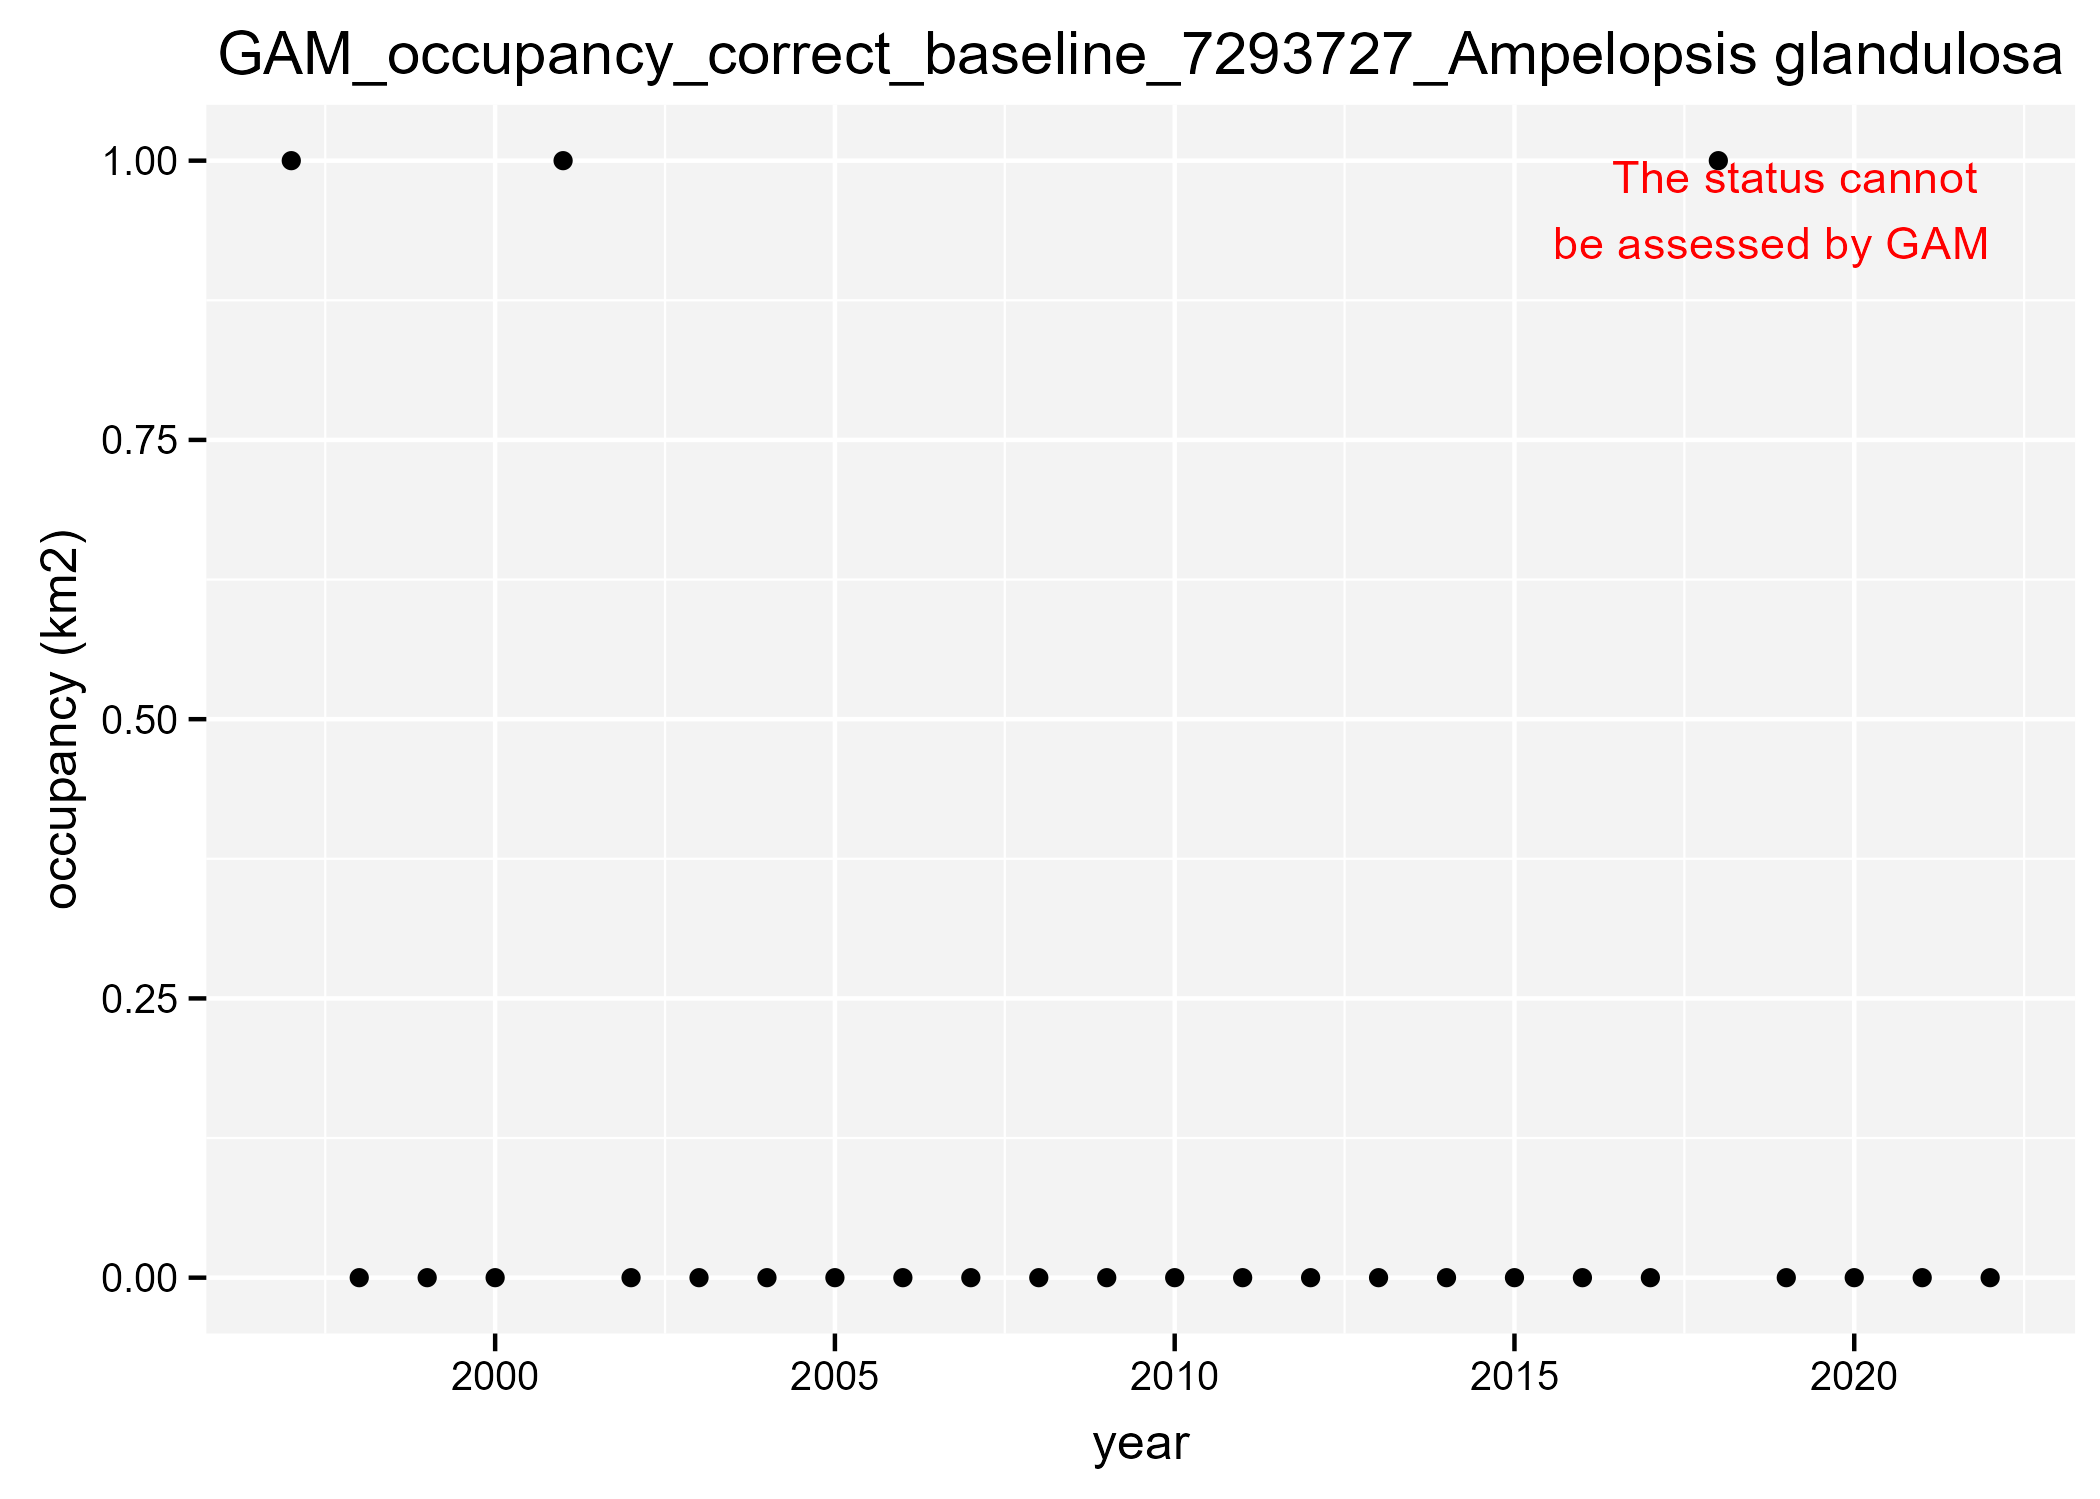 GAM_occupancy_correct_baseline_7293727_Ampelopsis glandulosa
1.00
The status cannot
be assessed by GAM
0.75
occupancy (km2)
0.50
0.25
0.00
2000 2005 2010 2015 2020
year